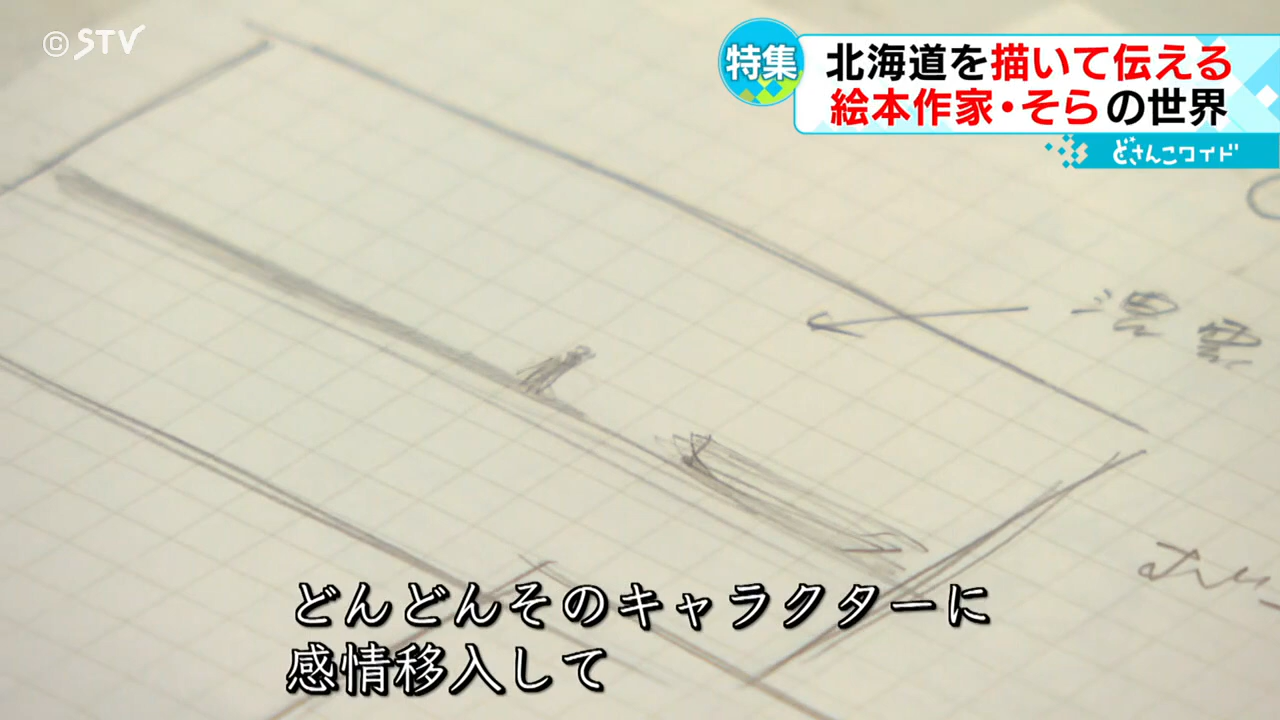 © STV
特集
北海道を描いて伝える
絵本作家・そらの世界
どさんこワイド
どんどんそのキャラクターに
感情移入して